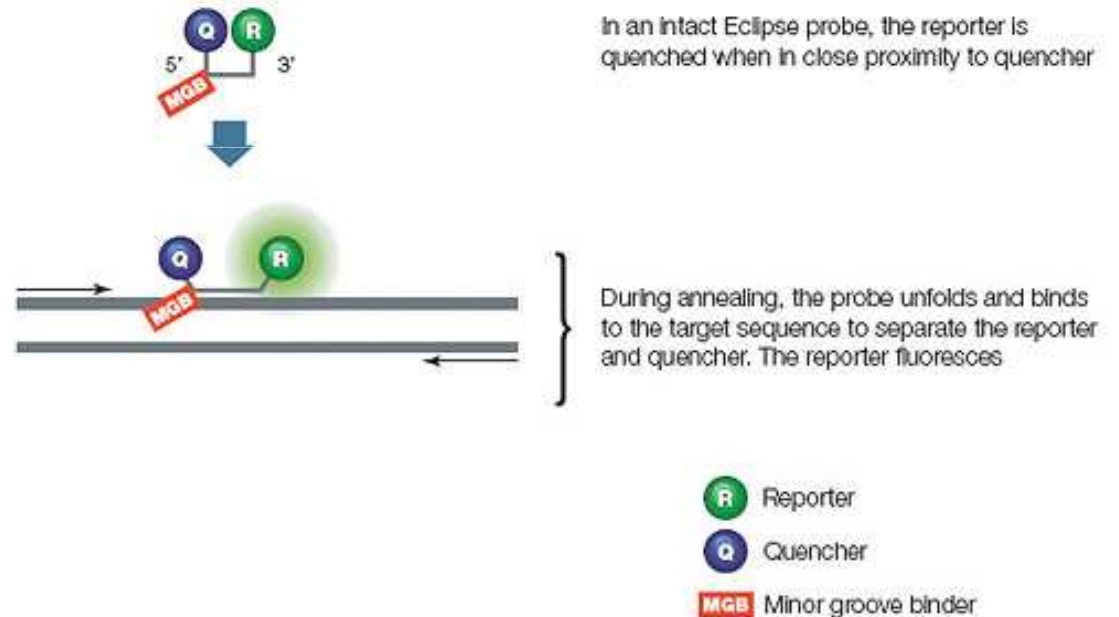 Q R
5' 3'
MGB
In an intact Eclipse probe, the reporter is
quenched when in close proximity to quencher
Q R
MGB
During annealing, the probe unfolds and binds
to the target sequence to separate the reporter
and quencher. The reporter fluoresces
R Reporter
Q Quencher
MGB Minor groove binder